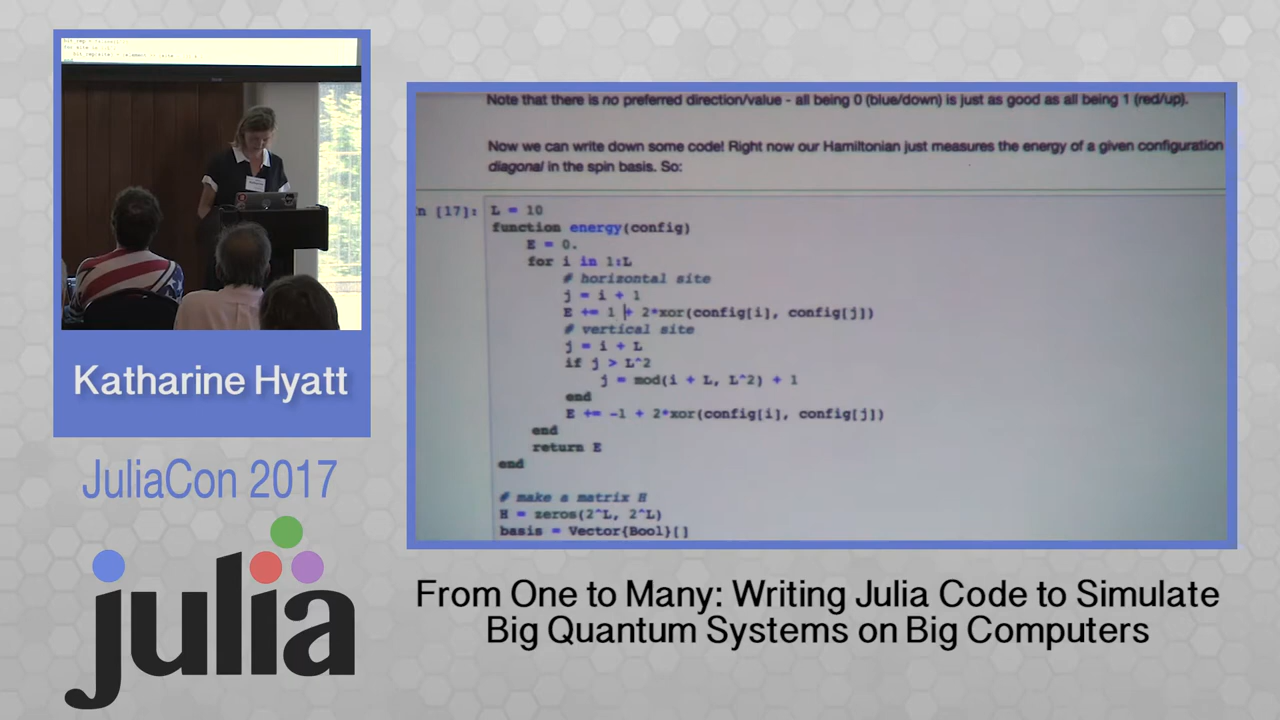 Katharine Hyatt
JuliaCon 2017
julia
Note that there is no preferred direction/value - all being 0 (blue/down) is just as good as all being 1 (red/up).
Now we can write down some code! Right now our Hamiltonian just measures the energy of a given configuration
diagonal in the spin basis. So:
n [17]: L = 10
function energy(config)
E = 0.
for i in 1:L
# horizontal site
j = i + 1
E += 1 + 2*xor(config[i], config[j])
# vertical site
j = i + L
if j > L^2
j = mod(i + L, L^2) + 1
end
E += -1 + 2*xor(config[i], config[j])
end
return E
end
# make a matrix H
H = zeros(2^L, 2^L)
basis = Vector{Bool}[]
From One to Many: Writing Julia Code to Simulate
Big Quantum Systems on Big Computers